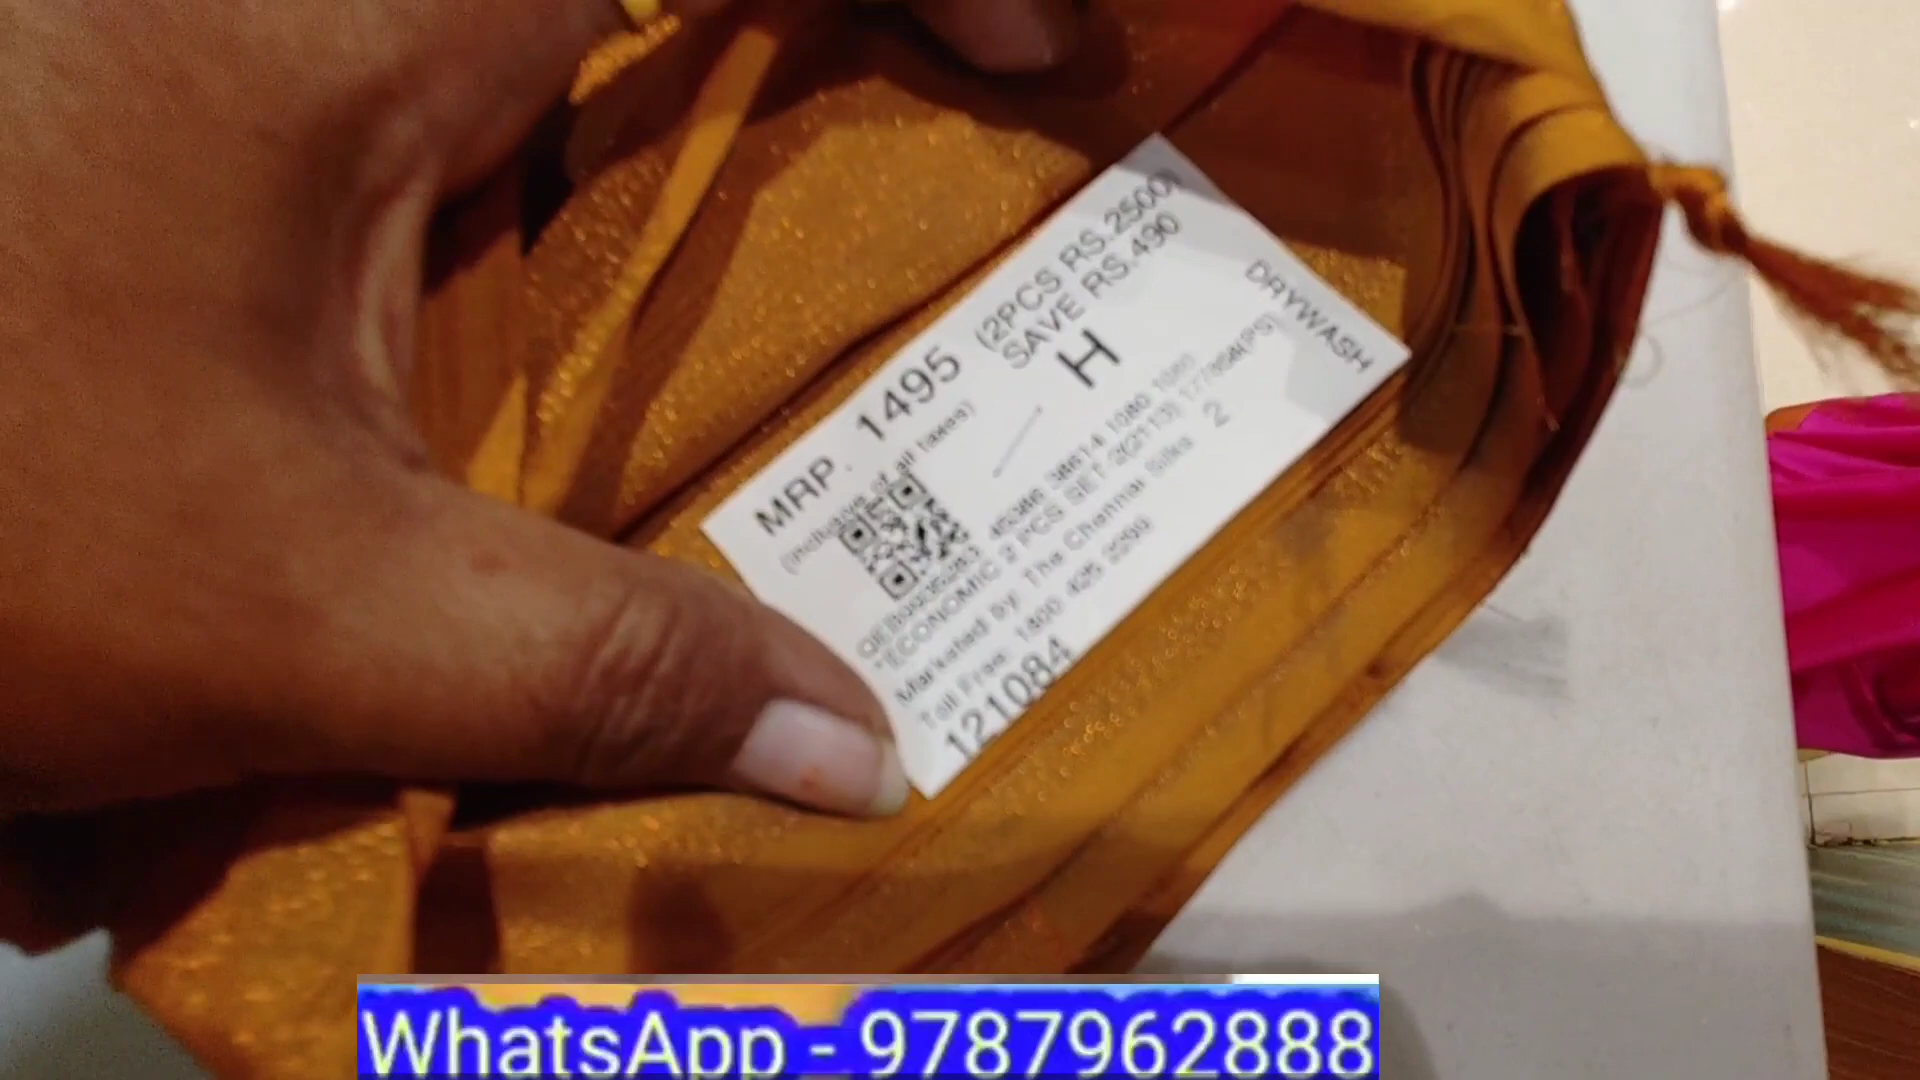 MRP. 1495 (2PCS RS.2500)
SAVE RS.490
(Inclusive of all taxes)
H
DRYWASH
*ECONOMIC 2 PCS SET
2
Marketed by The Chennai Silks
Toll Free 1800 425
121084
WhatsApp - 9787962888